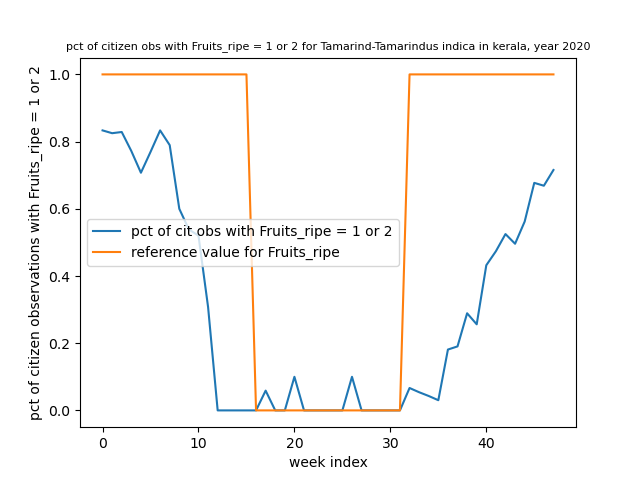 pct of citizen obs with Fruits_ripe = 1 or 2 for Tamarind-Tamarindus indica in kerala, year 2020
pct of citizen observations with Fruits_ripe = 1 or 2
1.0
0.8
0.6
0.4
0.2
0.0
pct of cit obs with Fruits_ripe = 1 or 2
reference value for Fruits_ripe
0 10 20 30 40
week index